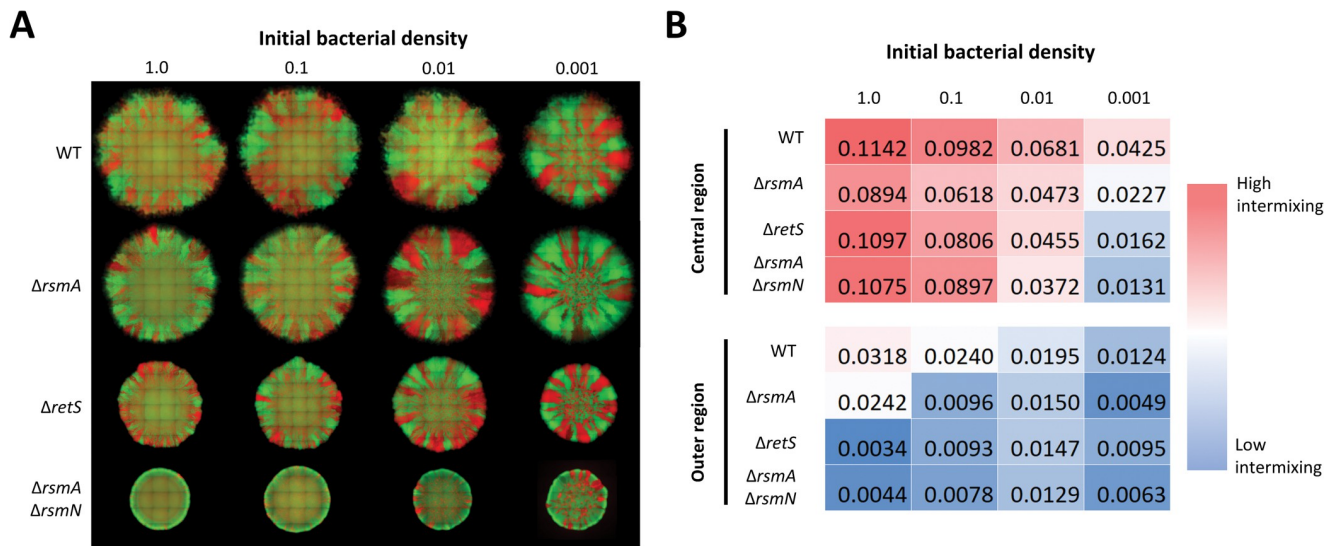 A
Initial bacterial density
1.0 0.1 0.01 0.001
WT
ΔrsmA
ΔretS
ΔrsmA
ΔrsmN
B
Initial bacterial density
1.0 0.1 0.01 0.001
Central region
WT 0.1142 0.0982 0.0681 0.0425
ΔrsmA 0.0894 0.0618 0.0473 0.0227
ΔretS 0.1097 0.0806 0.0455 0.0162
ΔrsmA
ΔrsmN 0.1075 0.0897 0.0372 0.0131
Outer region
WT 0.0318 0.0240 0.0195 0.0124
ΔrsmA 0.0242 0.0096 0.0150 0.0049
ΔretS 0.0034 0.0093 0.0147 0.0095
ΔrsmA
ΔrsmN 0.0044 0.0078 0.0129 0.0063
High
intermixing
Low
intermixing